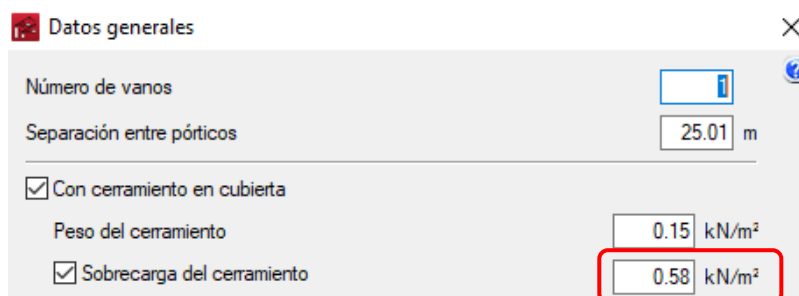 Datos generales
Número de vanos 1
Separación entre pórticos 25.01 m
Con cerramiento en cubierta
Peso del cerramiento 0.15 kN/m²
Sobrecarga del cerramiento 0.58 kN/m²